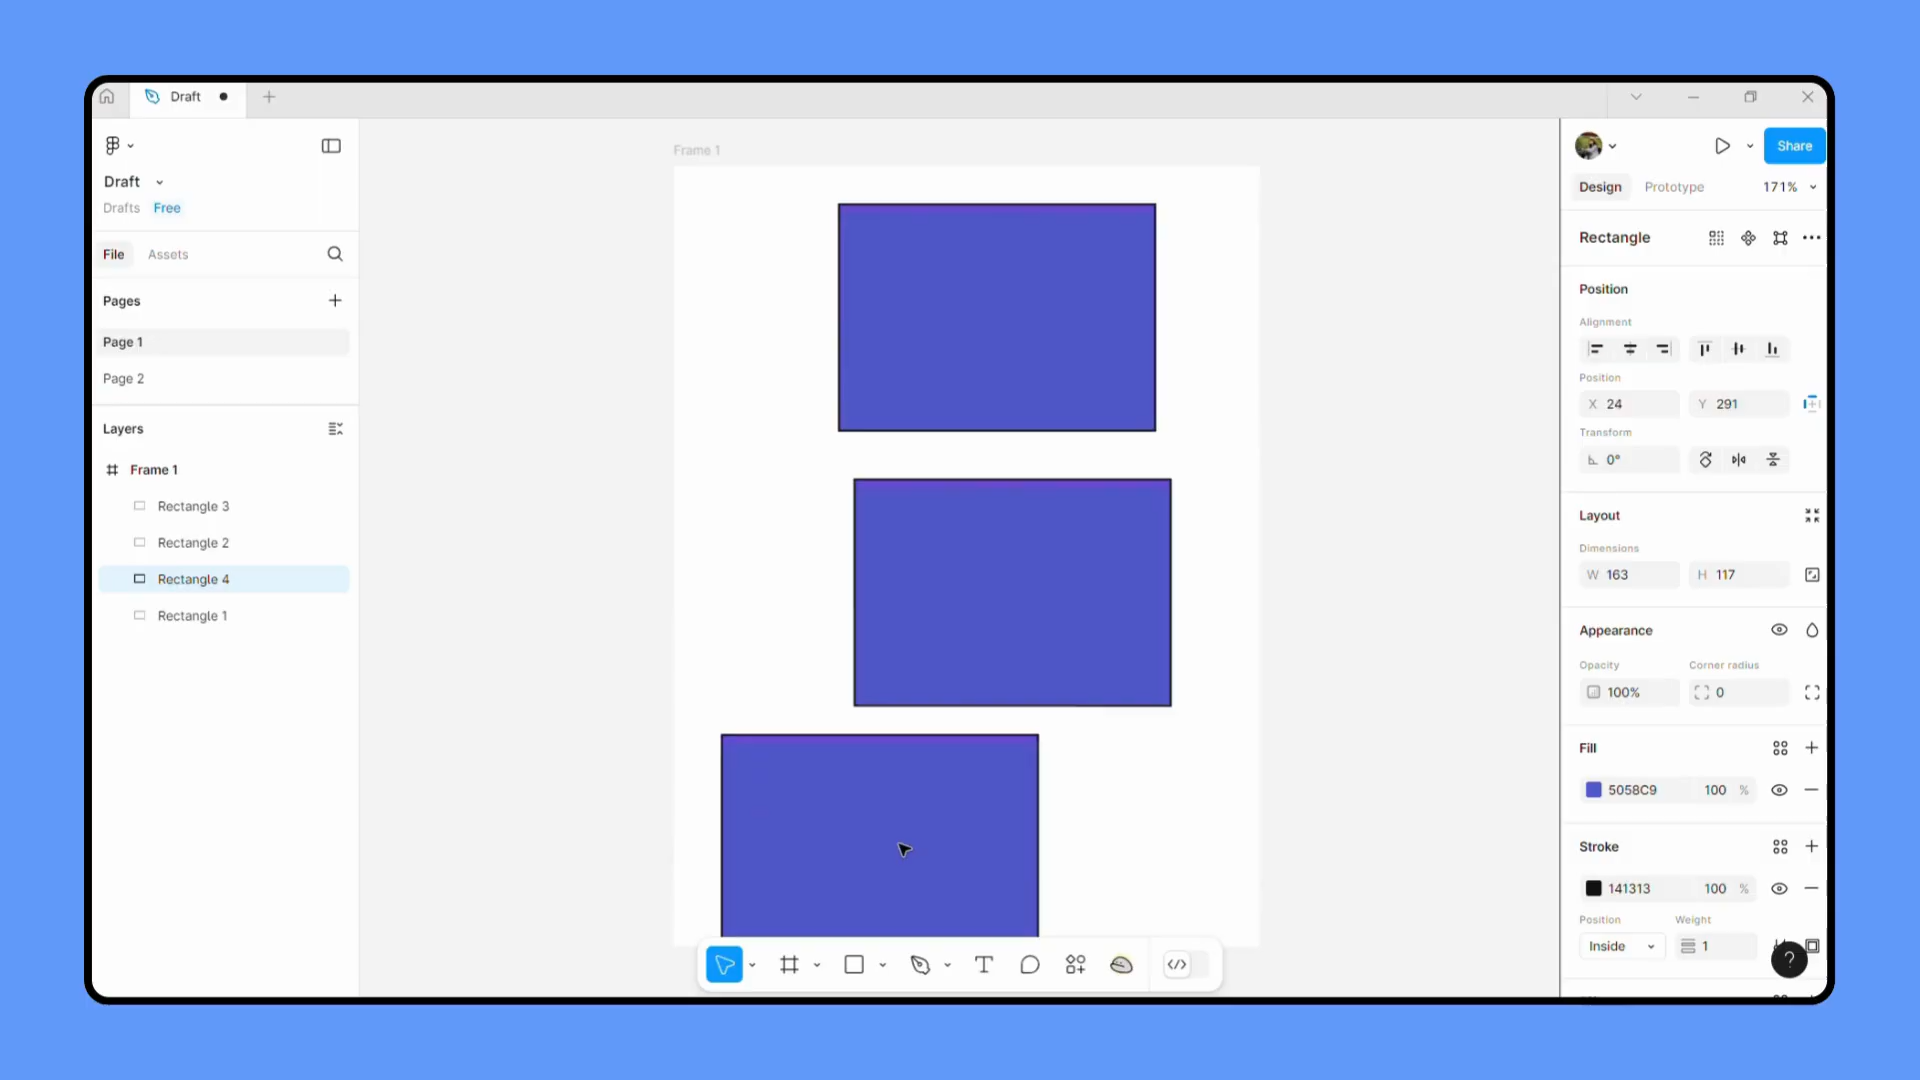 Draft
Draft
Drafts Free
File Assets
Pages
Page 1
Page 2
Layers
Frame 1
Rectangle 3
Rectangle 2
Rectangle 4
Rectangle 1
Frame 1
Share
Design Prototype 171%
Rectangle
Position
Alignment
Position
X 24 Y 291
Transform
0°
Layout
Dimensions
W 163 H 117
Appearance
Opacity Corner radius
100% 0
Fill
5058C9 100 %
Stroke
141313 100 %
Position Weight
Inside 1
?